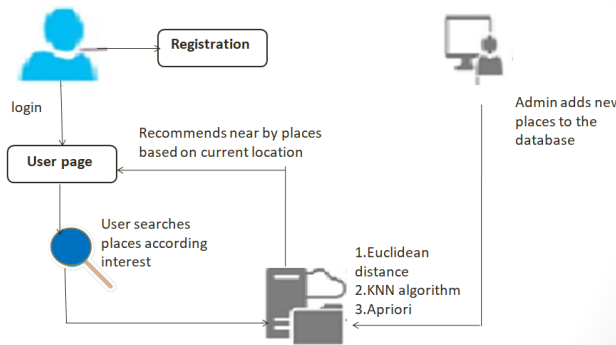 Registration
login
Admin adds new
places to the
database
Recommends near by places
based on current location
User page
User searches
places according
interest
1.Euclidean
distance
2.KNN algorithm
3.Apriori